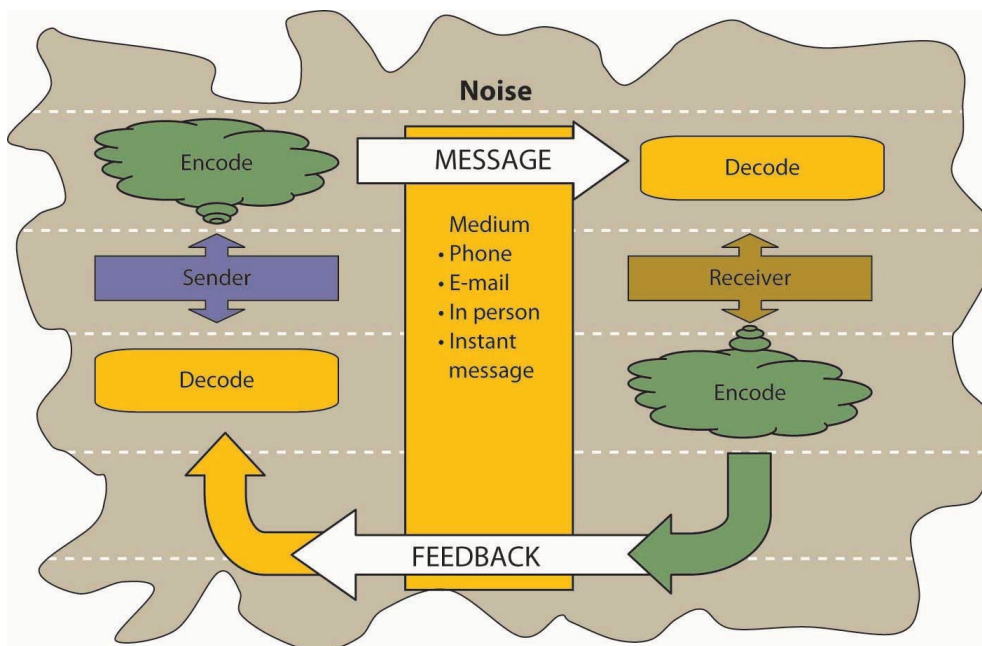 Noise
Encode
MESSAGE
Decode
Medium
• Phone
• E-mail
• In person
• Instant
message
Sender
Receiver
Decode
Encode
FEEDBACK